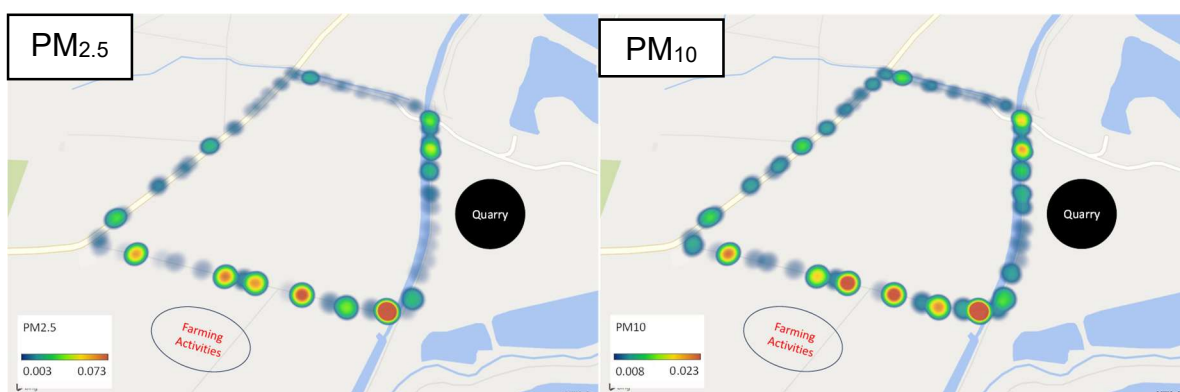 PM2.5
PM10
Quarry
Farming
Activities
PM2.5
0.003 0.073
Quarry
Farming
Activities
PM10
0.008 0.023